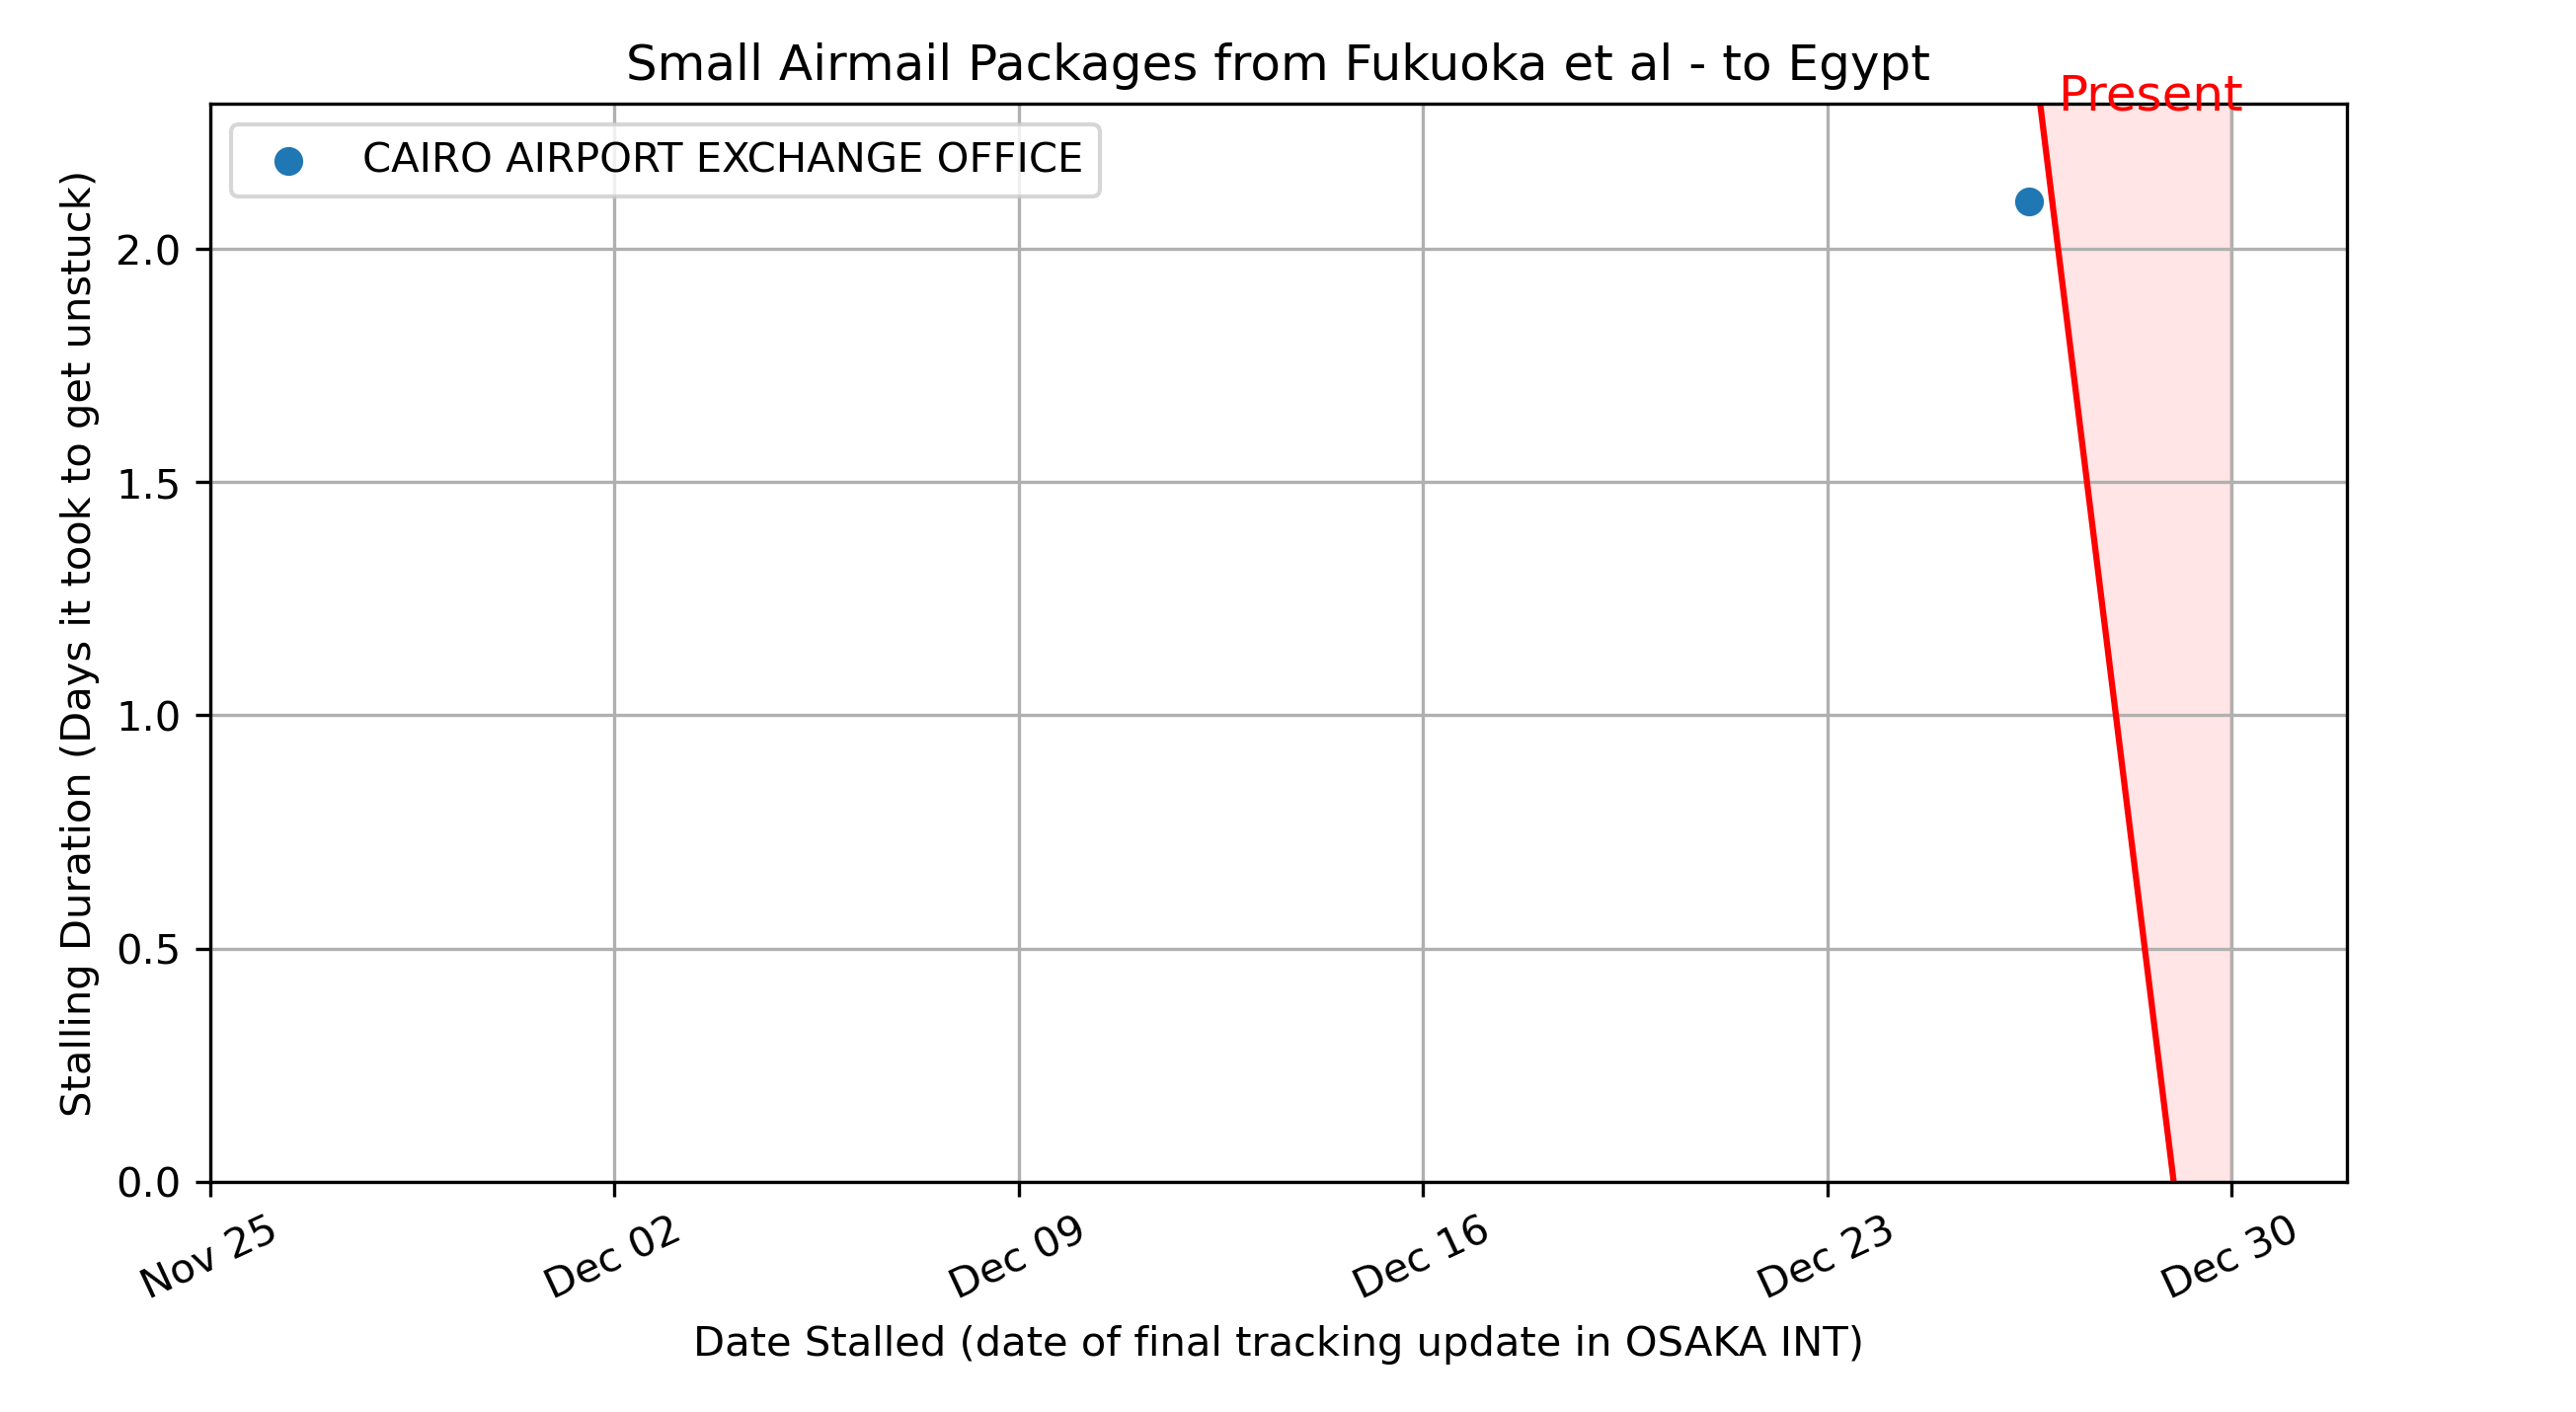 Small Airmail Packages from Fukuoka et al - to Egypt
Present
CAIRO AIRPORT EXCHANGE OFFICE
Stalling Duration (Days it took to get unstuck)
2.0
1.5
1.0
0.5
0.0
Nov 25
Dec 02
Dec 09
Dec 16
Dec 23
Dec 30
Date Stalled (date of final tracking update in OSAKA INT)